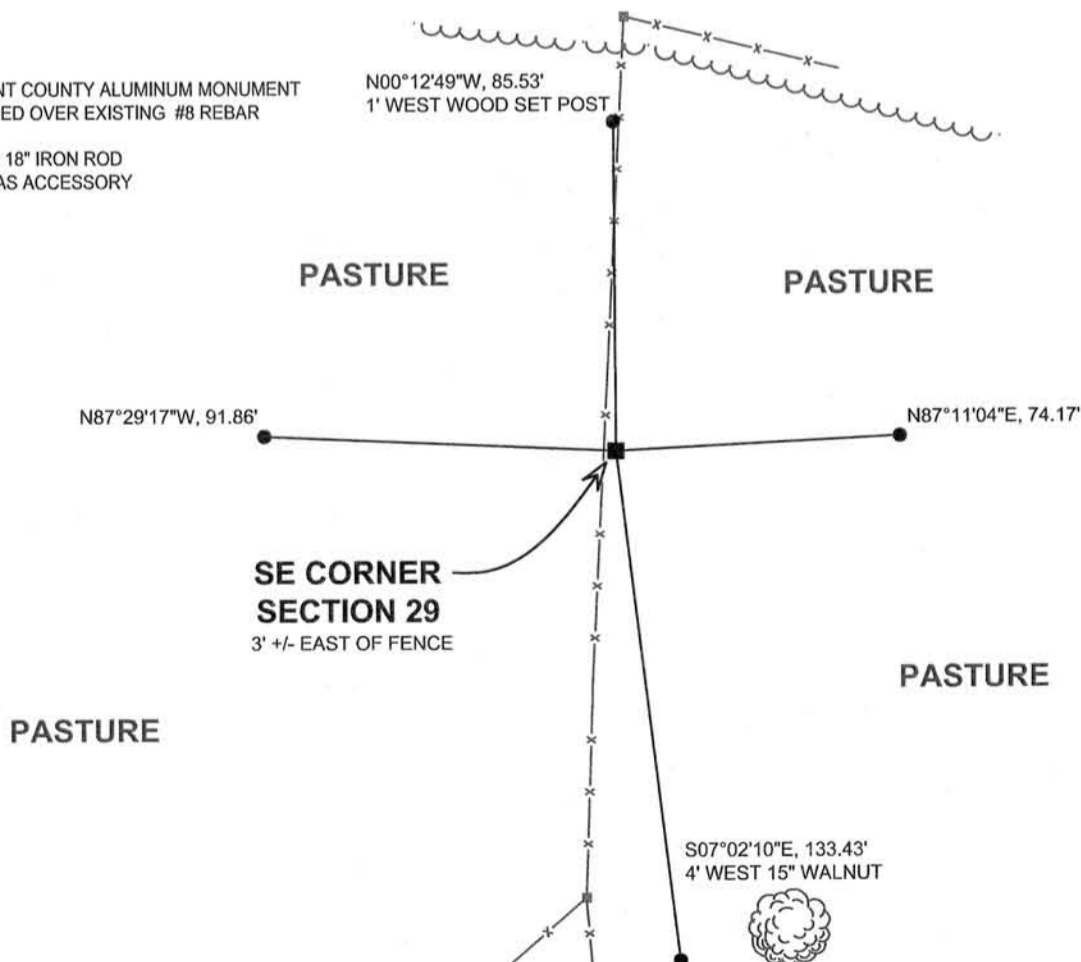 COUNTY ALUMINUM MONUMENT
OVER EXISTING #8 REBAR
18" IRON ROD
AS ACCESSORY
N00°12'49"W, 85.53'
1' WEST WOOD SET POST
PASTURE
PASTURE
N87°29'17"W, 91.86'
N87°11'04"E, 74.17'
SE CORNER
SECTION 29
3' +/- EAST OF FENCE
PASTURE
PASTURE
S07°02'10"E, 133.43'
4' WEST 15" WALNUT